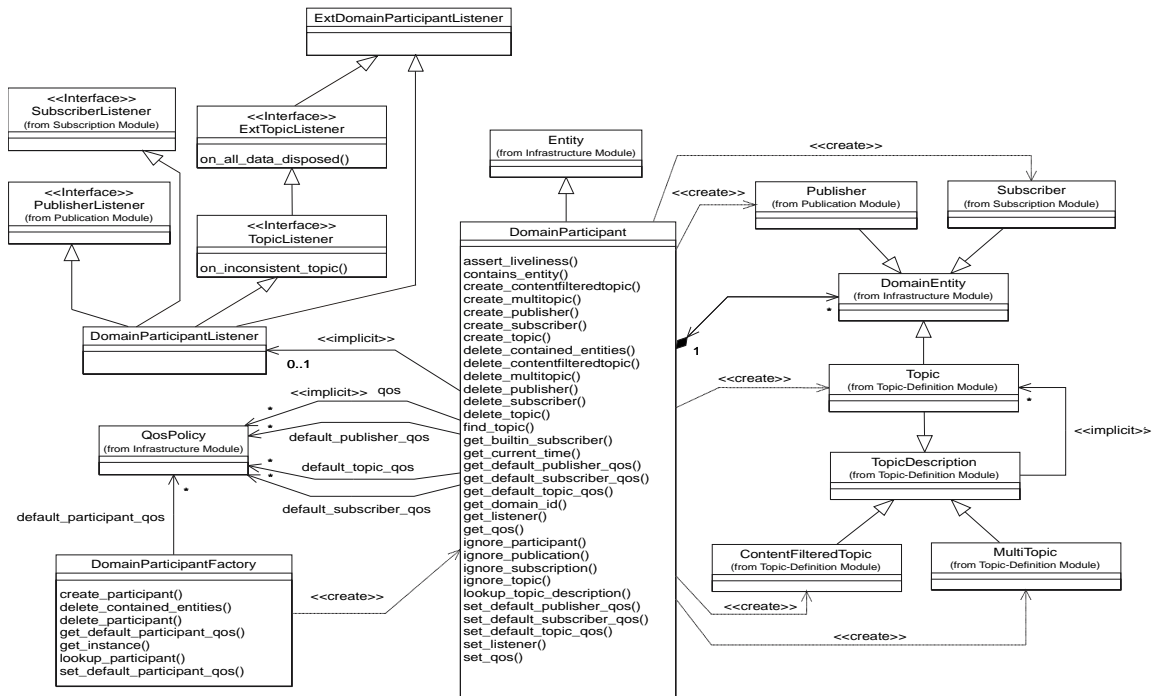 ExtDomainParticipantListener
<<Interface>>
SubscriberListener
(from Subscription Module)
<<Interface>>
ExtTopicListener
on_all_data_disposed()
<<Interface>>
PublisherListener
(from Publication Module)
<<Interface>>
TopicListener
on_inconsistent_topic()
DomainParticipantListener
<<implicit>>
0..1
<<implicit>>
qos
*
default_publisher_qos
*
QosPolicy
(from Infrastructure Module)
default_topic_qos
*
*
default_subscriber_qos
*
default_participant_qos
DomainParticipantFactory
create_participant()
delete_contained_entities()
delete_participant()
get_default_participant_qos()
get_instance()
lookup_participant()
set_default_participant_qos()
<<create>>
Entity
(from Infrastructure Module)
DomainParticipant
assert_liveliness()
contains_entity()
create_contentfilteredtopic()
create_multitopic()
create_publisher()
create_subscriber()
create_topic()
delete_contained_entities()
delete_contentfilteredtopic()
delete_multitopic()
delete_publisher()
delete_subscriber()
delete_topic()
find_topic()
get_builtin_subscriber()
get_current_time()
get_default_publisher_qos()
get_default_subscriber_qos()
get_default_topic_qos()
get_domain_id()
get_listener()
get_qos()
ignore_participant()
ignore_publication()
ignore_subscription()
ignore_topic()
lookup_topic_description()
set_default_publisher_qos()
set_default_subscriber_qos()
set_default_topic_qos()
set_listener()
set_qos()
<<create>>
<<create>>
Publisher
(from Publication Module)
Subscriber
(from Subscription Module)
DomainEntity
(from Infrastructure Module)
*
1
<<create>>
Topic
(from Topic-Definition Module)
*
<<implicit>>
TopicDescription
(from Topic-Definition Module)
ContentFilteredTopic
(from Topic-Definition Module)
MultiTopic
(from Topic-Definition Module)
<<create>>
<<create>>